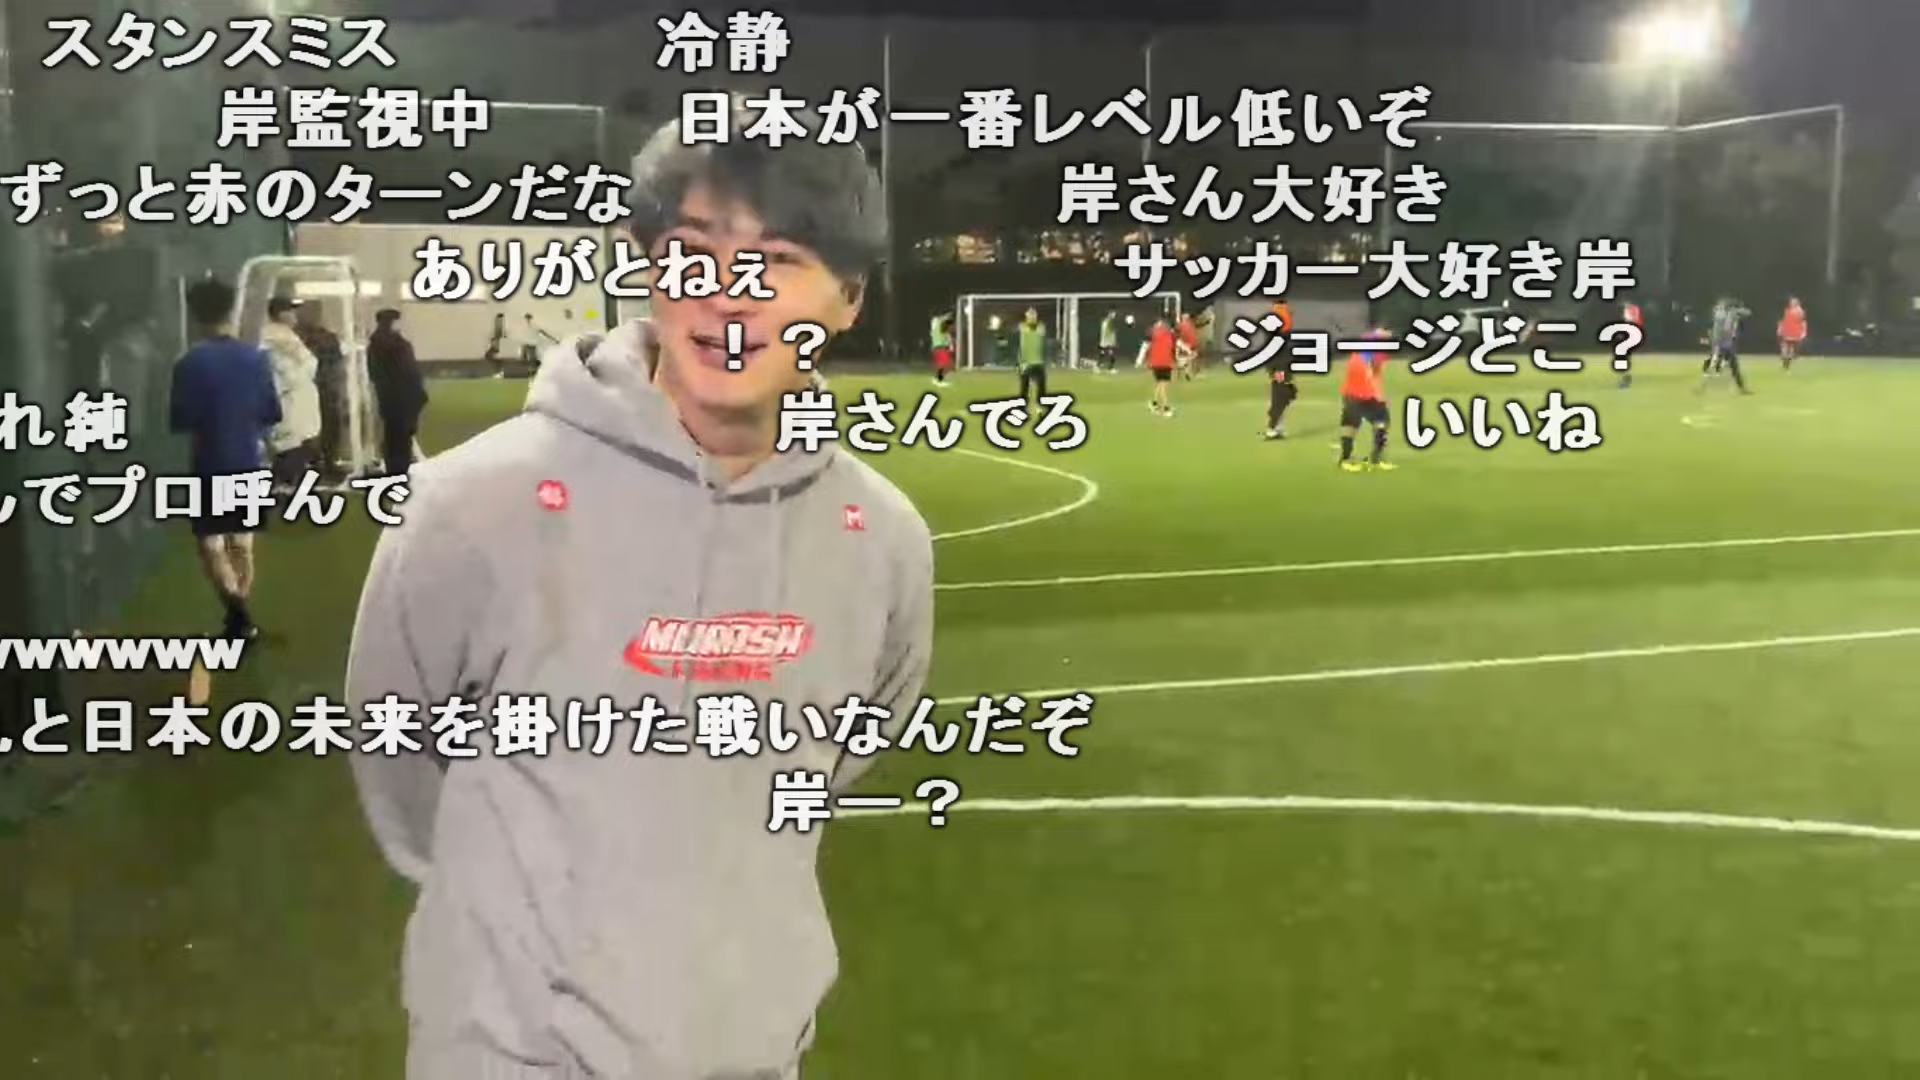 スタンスミス
冷静
岸監視中
日本が一番レベル低いぞ
ずっと赤のターンだな
岸さん大好き
ありがとねぇ
サッカー大好き岸
！？
ジョージどこ？
れ純
岸さんでろ
いいね
んでプロ呼んで
M
wwwwww
MURASH
と日本の未来を掛けた戦いなんだぞ
岸一？